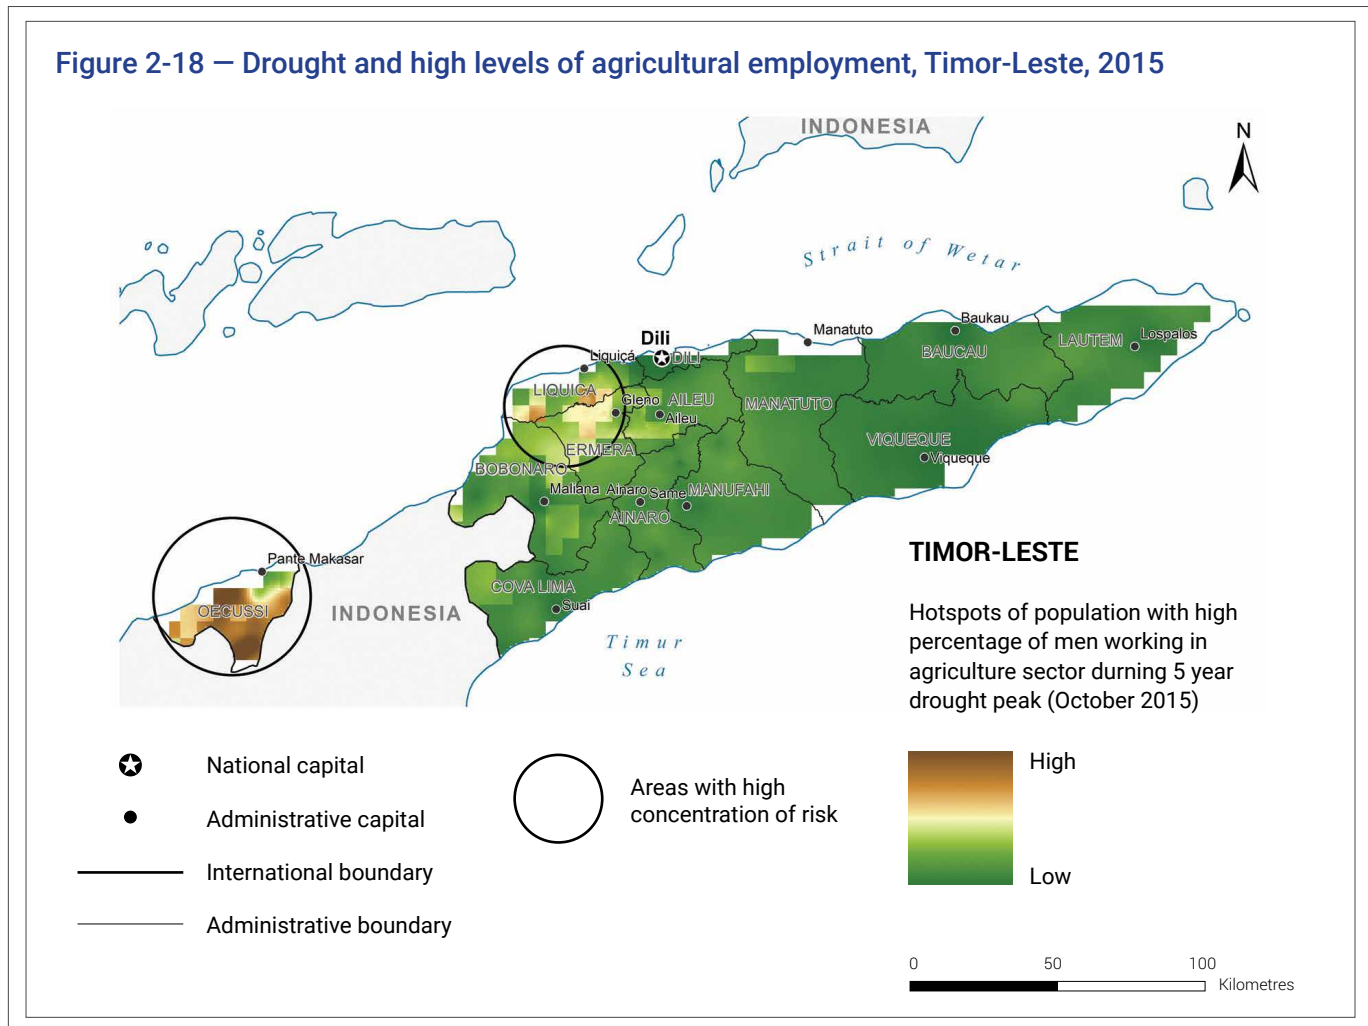 Figure 2-18 — Drought and high levels of agricultural employment, Timor-Leste, 2015
INDONESIA
N
Strait of Wetar
Dili
DILI
Manatuto
Baukau
BAUCAU
LAUTEM
Lospalos
Liquiçá
LIQUICA
Gleno
AILEU
Aileu
MANATUTO
VIQUEQUE
Viqueque
ERMERA
BOBONARO
Maliana
Ainaro
Same
MANUFAHI
AINARO
Pante Makasar
OECUSSI
INDONESIA
COVA LIMA
Suai
Timur
Sea
TIMOR-LESTE
Hotspots of population with high
percentage of men working in
agriculture sector durning 5 year
drought peak (October 2015)
High
Low
National capital
Administrative capital
International boundary
Administrative boundary
Areas with high
concentration of risk
0 50 100
Kilometres